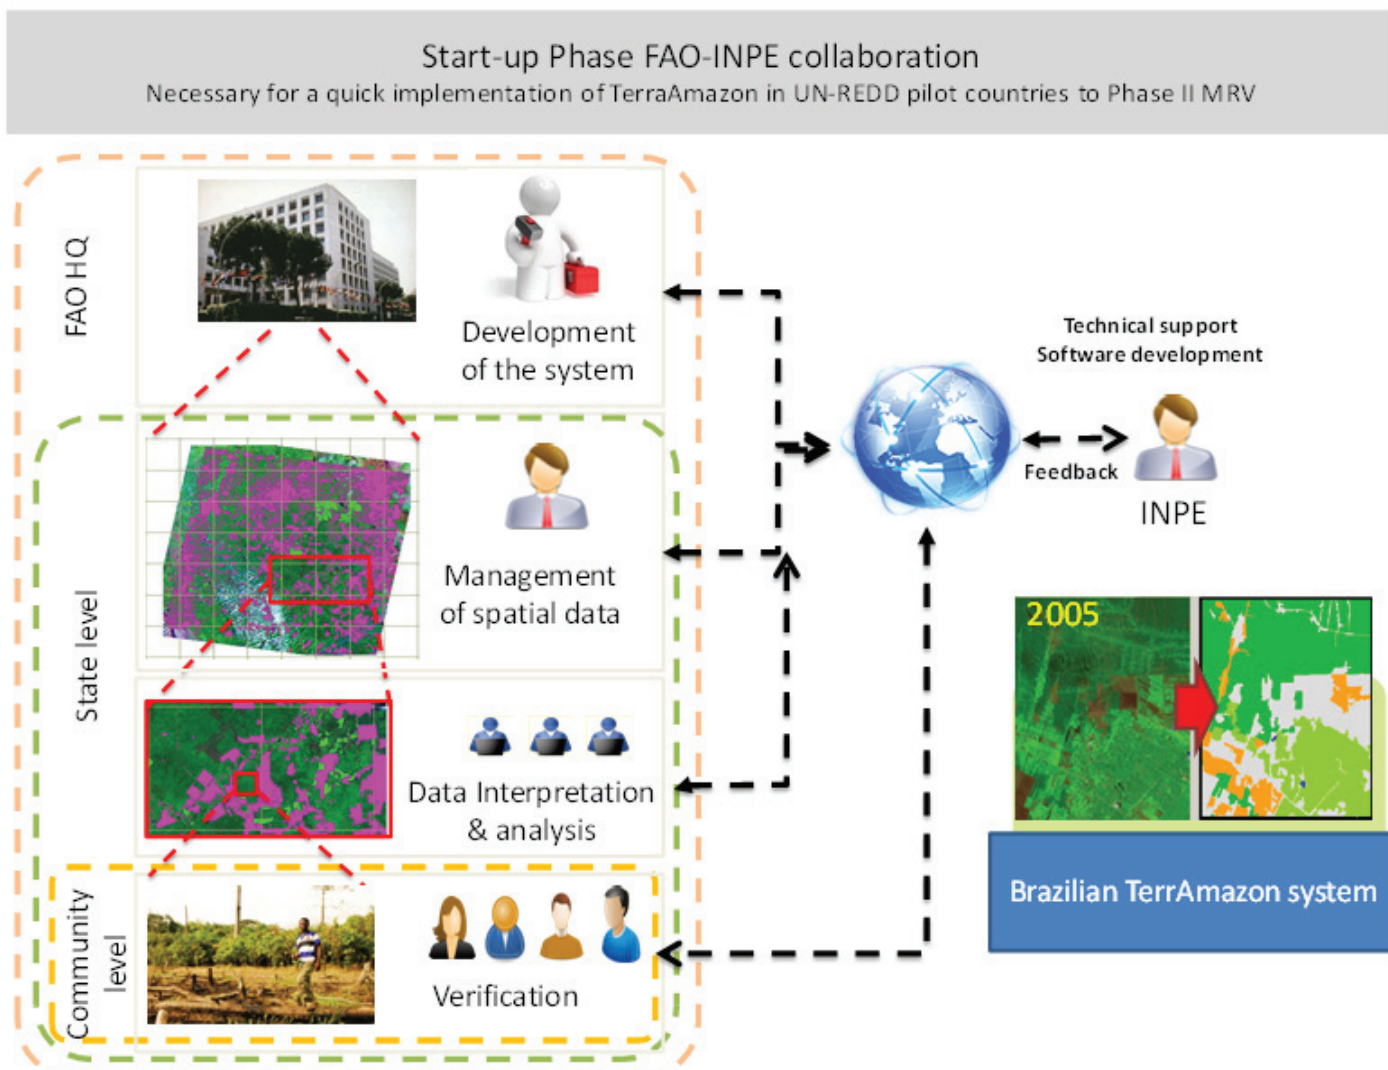 Start-up Phase FAO-INPE collaboration
Necessary for a quick implementation of TerraAmazon in UN-REDD pilot countries to Phase II MRV
FAO HQ
Development
of the system
Technical support
Software development
Feedback
INPE
State level
Management
of spatial data
Data Interpretation
& analysis
2005
Brazilian TerrAmazon system
Community
level
Verification